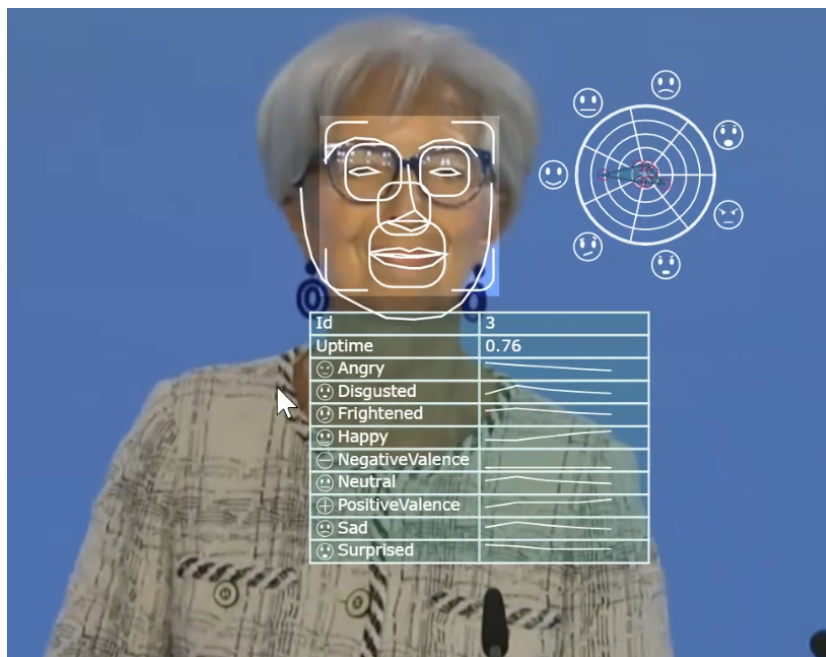 Id 3
Uptime 0.76
Angry
Disgusted
Frightened
Happy
NegativeValence
Neutral
PositiveValence
Sad
Surprised